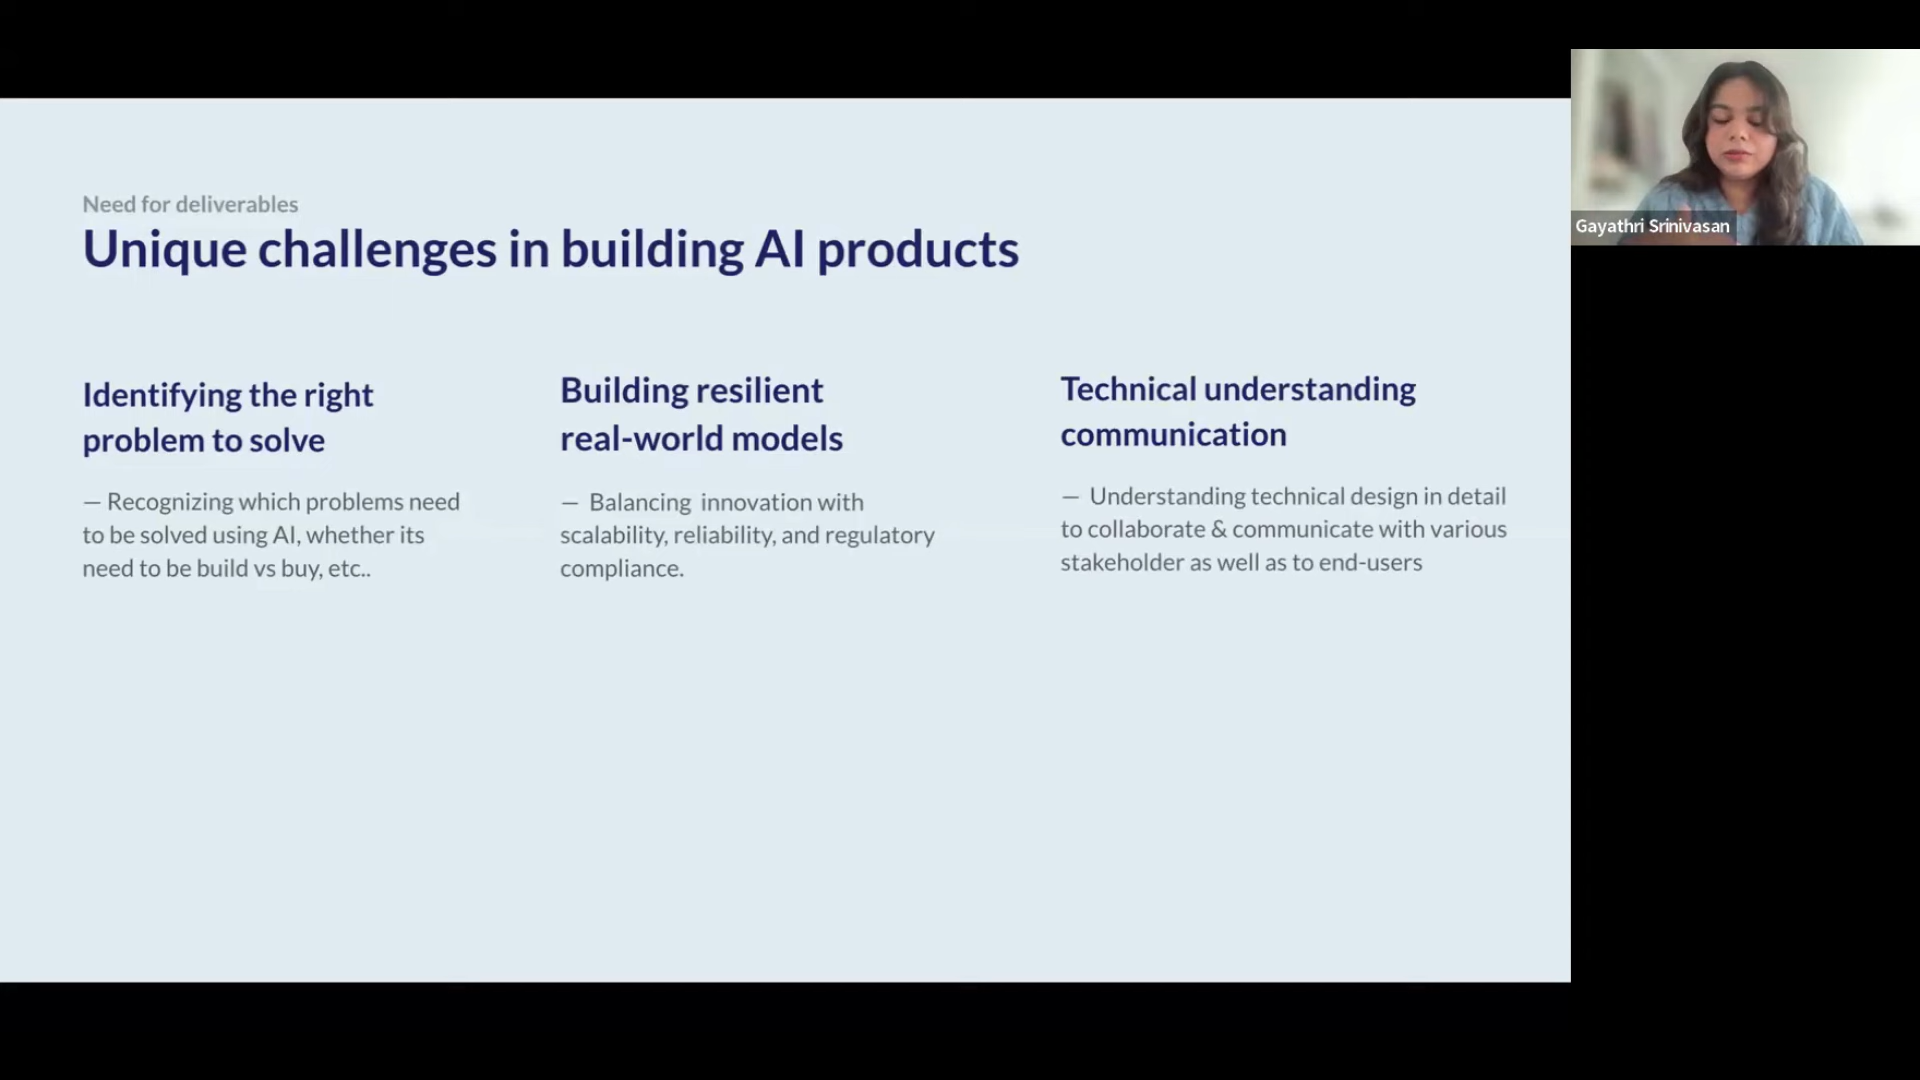 Need for deliverables
Unique challenges in building AI products
Identifying the right
problem to solve
— Recognizing which problems need
to be solved using AI, whether its
need to be build vs buy, etc..
Building resilient
real-world models
— Balancing innovation with
scalability, reliability, and regulatory
compliance.
Technical understanding
communication
— Understanding technical design in detail
to collaborate & communicate with various
stakeholder as well as to end-users
Gayathri Srinivasan